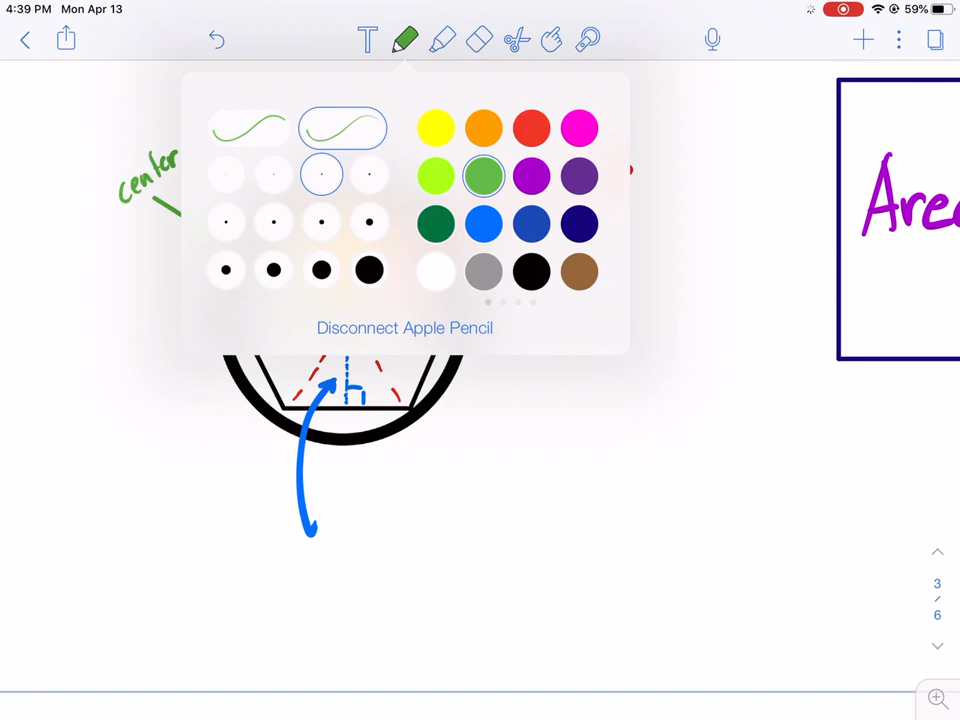 4:39 PM Mon Apr 13
59%
T
center
Area
Disconnect Apple Pencil
h
3
/
6